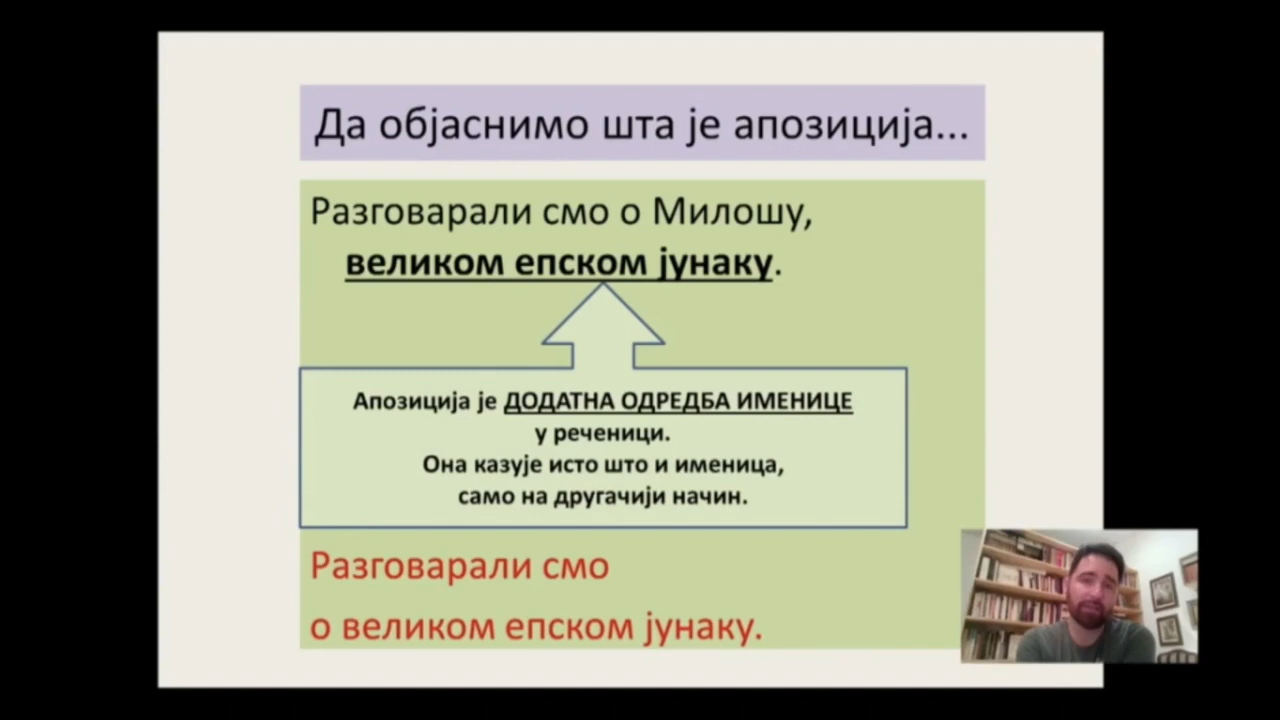 Да објаснимо шта је апозиција...
Разговарали смо о Милошу,
великом епском јунаку.
Апозиција је ДОДАТНА ОДРЕДБА ИМЕНИЦЕ
у реченици.
Она казује исто што и именица,
само на другачији начин.
Разговарали смо
о великом епском јунаку.